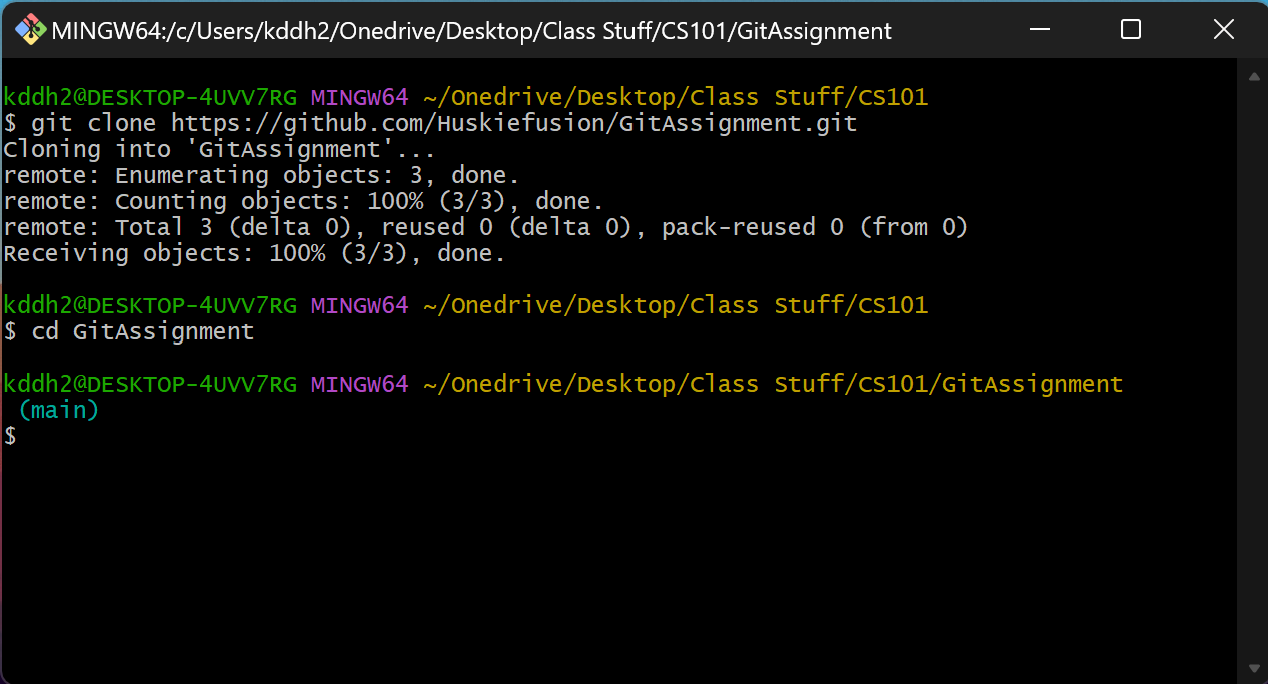 MINGW64:/c/Users/kddh2/Onedrive/Desktop/Class Stuff/CS101/GitAssignment
kddh2@DESKTOP-4UVV7RG MINGW64 ~/Onedrive/Desktop/Class Stuff/CS101
$ git clone https://github.com/Huskiefusion/GitAssignment.git
Cloning into 'GitAssignment'...
remote: Enumerating objects: 3, done.
remote: Counting objects: 100% (3/3), done.
remote: Total 3 (delta 0), reused 0 (delta 0), pack-reused 0 (from 0)
Receiving objects: 100% (3/3), done.
kddh2@DESKTOP-4UVV7RG MINGW64 ~/Onedrive/Desktop/Class Stuff/CS101
$ cd GitAssignment
kddh2@DESKTOP-4UVV7RG MINGW64 ~/Onedrive/Desktop/Class Stuff/CS101/GitAssignment
(main)
$